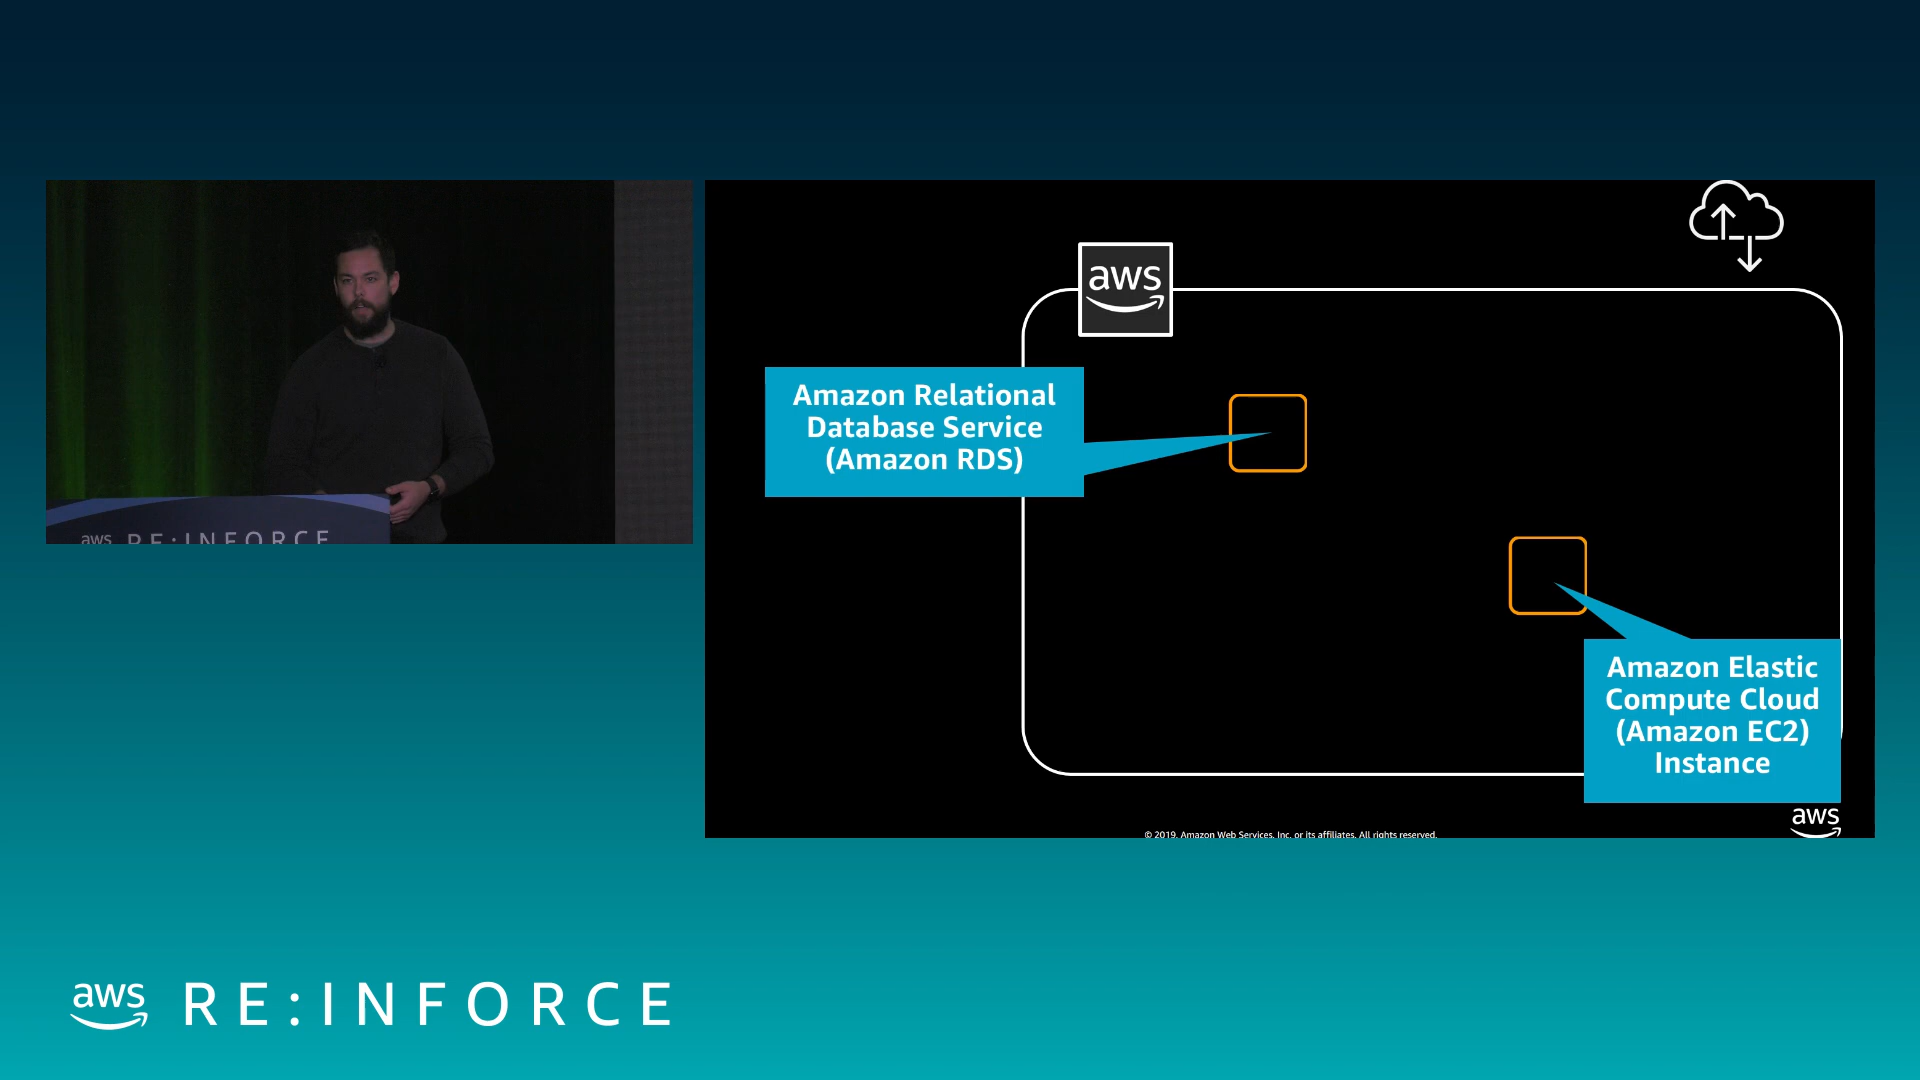 aws RE:INFORCE
aws
Amazon Relational
Database Service
(Amazon RDS)
Amazon Elastic
Compute Cloud
(Amazon EC2)
Instance
aws
© 2019, Amazon Web Services, Inc. or its affiliates. All rights reserved.
aws RE:INFORCE